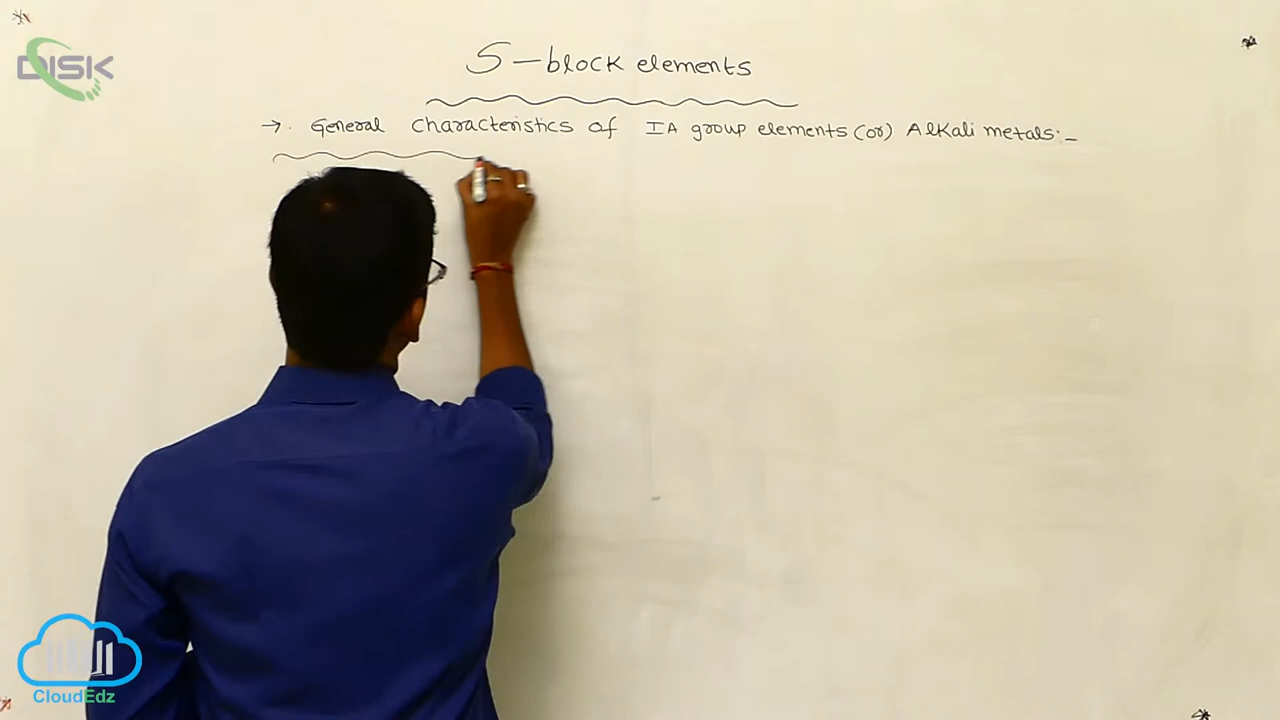 DISK
S-block elements
→ General characteristics of IA group elements (or) Alkali metals:-
CloudEdz